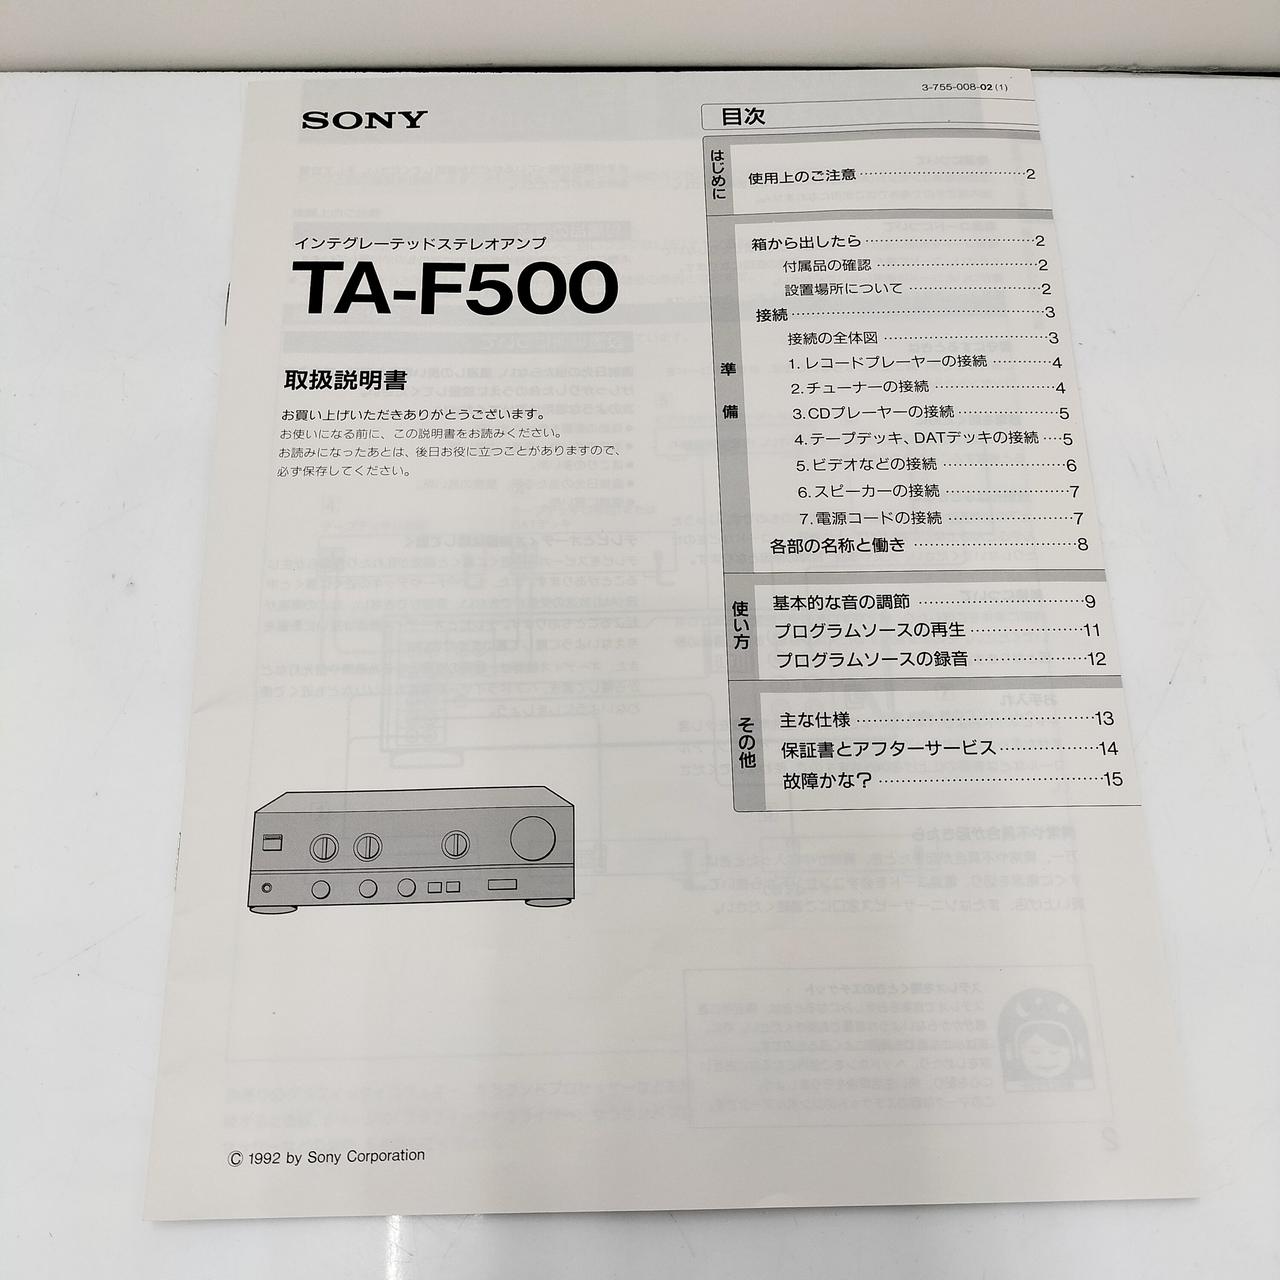 SONY
インテグレーテッドステレオアンプ
TA-F500
取扱説明書
お買い上げいただきありがとうございます。
お使いになる前に、この説明書をお読みください。
お読みになったあとは、後日お役に立つことがありますので、
必ず保存してください。
© 1992 by Sony Corporation
3-755-008-02(1)
目次
はじめに
使用上のご注意 2
準備
箱から出したら 2
付属品の確認 2
設置場所について 2
接続 3
接続の全体図 3
1. レコードプレーヤーの接続 4
2. チューナーの接続 4
3. CDプレーヤーの接続 5
4. テープデッキ、DATデッキの接続 5
5. ビデオなどの接続 6
6. スピーカーの接続 7
7. 電源コードの接続 7
各部の名称と働き 8
使い方
基本的な音の調節 9
プログラムソースの再生 11
プログラムソースの録音 12
その他
主な仕様 13
保証書とアフターサービス 14
故障かな? 15